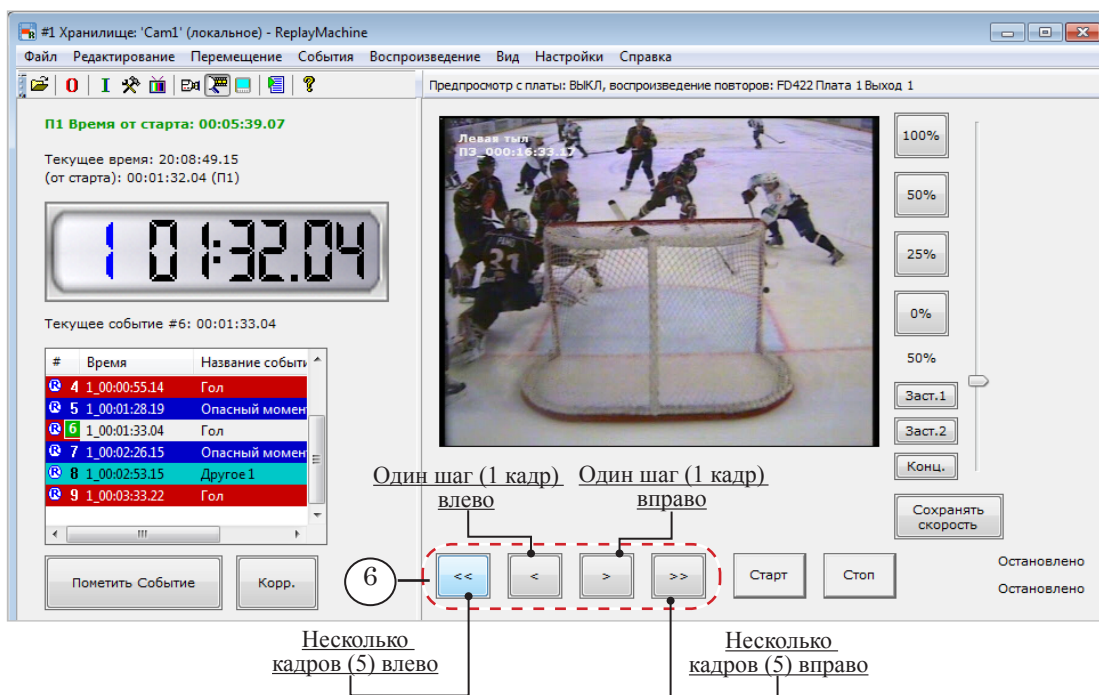 #1 Хранилище: 'Cam1' (локальное) - ReplayMachine
Файл Редактирование Перемещение События Воспроизведение Вид Настройки Справка
Предпросмотр с платы: ВЫКЛ, воспроизведение повторов: FD422 Плата 1 Выход 1
П1 Время от старта: 00:05:39.07
Текущее время: 20:08:49.15
(от старта): 00:01:32.04 (П1)
1 01:32.04
Текущее событие #6: 00:01:33.04
# Время Название событи
R 4 1_00:00:55.14 Гол
R 5 1_00:01:28.19 Опасный момен
R 6 1_00:01:33.04 Гол
R 7 1_00:02:26.15 Опасный момен
R 8 1_00:02:53.15 Другое 1
R 9 1_00:03:33.22 Гол
Пометить Событие
Корр.
Левая тыл
П3_000:16:33.17
100%
50%
25%
0%
50%
Заст.1
Заст.2
Конц.
Сохранять
скорость
Один шаг (1 кадр)
влево
Один шаг (1 кадр)
вправо
6
<<
<
>
>>
Старт
Стоп
Остановлено
Остановлено
Несколько
кадров (5) влево
Несколько
кадров (5) вправо